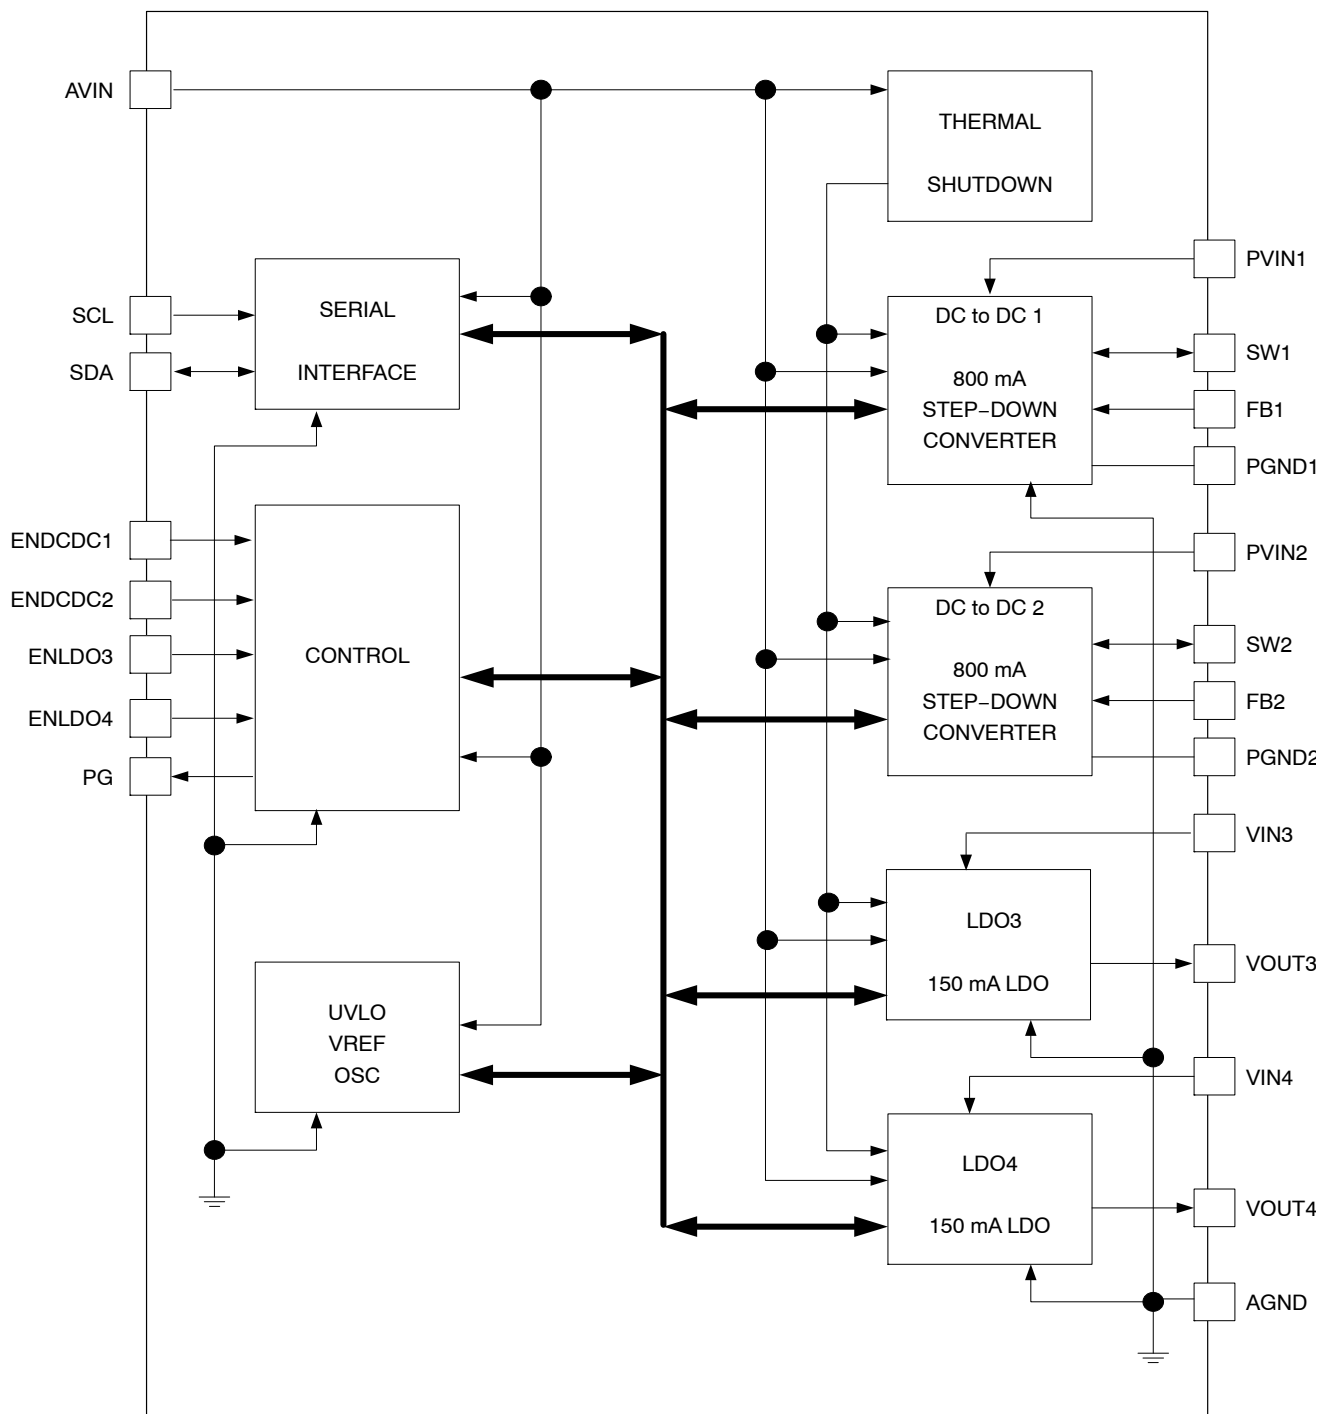 AVIN
THERMAL
SHUTDOWN
PVIN1
SCL
SERIAL
DC to DC 1
SW1
SDA
INTERFACE
800 mA
STEP–DOWN
CONVERTER
FB1
PGND1
ENDCDC1
PVIN2
ENDCDC2
DC to DC 2
SW2
ENLDO3
CONTROL
800 mA
STEP–DOWN
CONVERTER
FB2
ENLDO4
PGND2
PG
VIN3
LDO3
VOUT3
150 mA LDO
UVLO
VREF
OSC
VIN4
LDO4
VOUT4
150 mA LDO
AGND